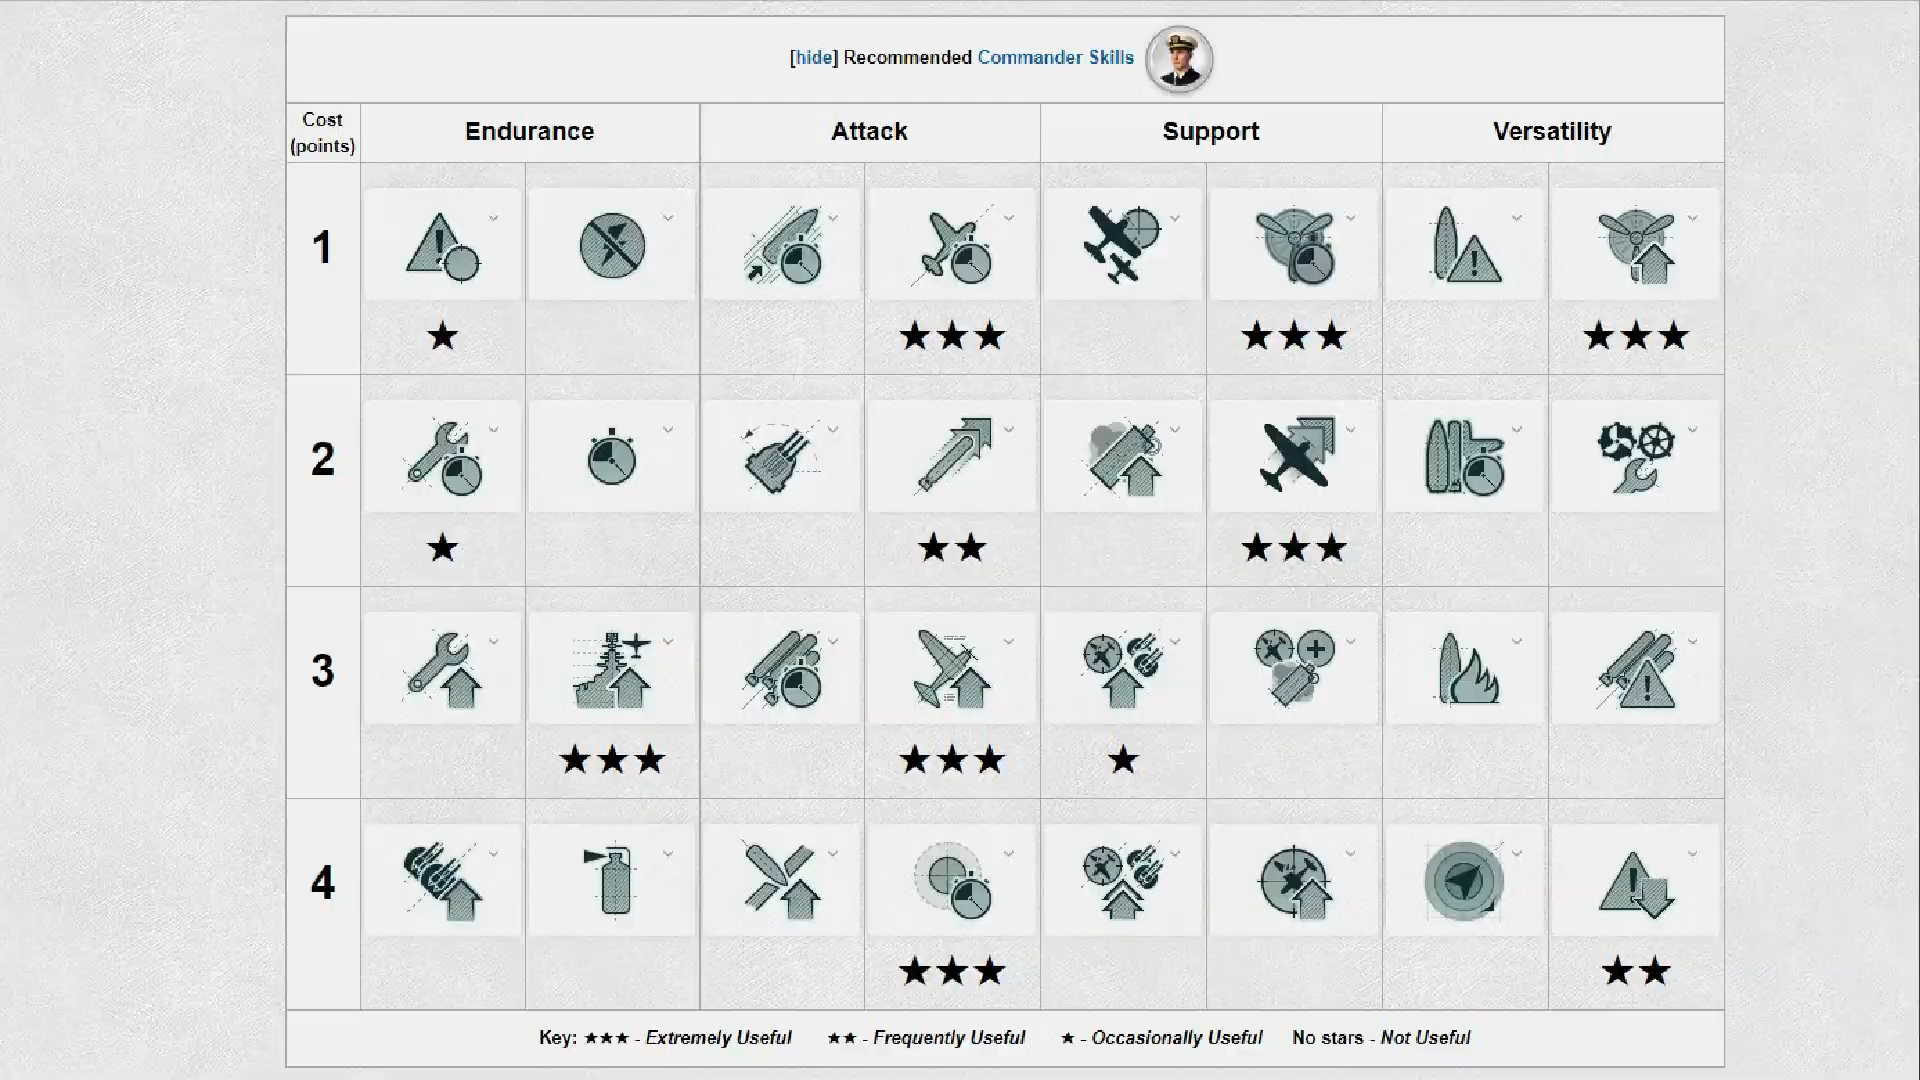 [hide] Recommended Commander Skills
Cost
(points)
Endurance
Attack
Support
Versatility
1
★
★★★
★★★
★★★
2
★
★★
★★★
3
★★★
★★★
★
4
★★★
★★
Key: ★★★ - Extremely Useful ★★ - Frequently Useful ★ - Occasionally Useful No stars - Not Useful